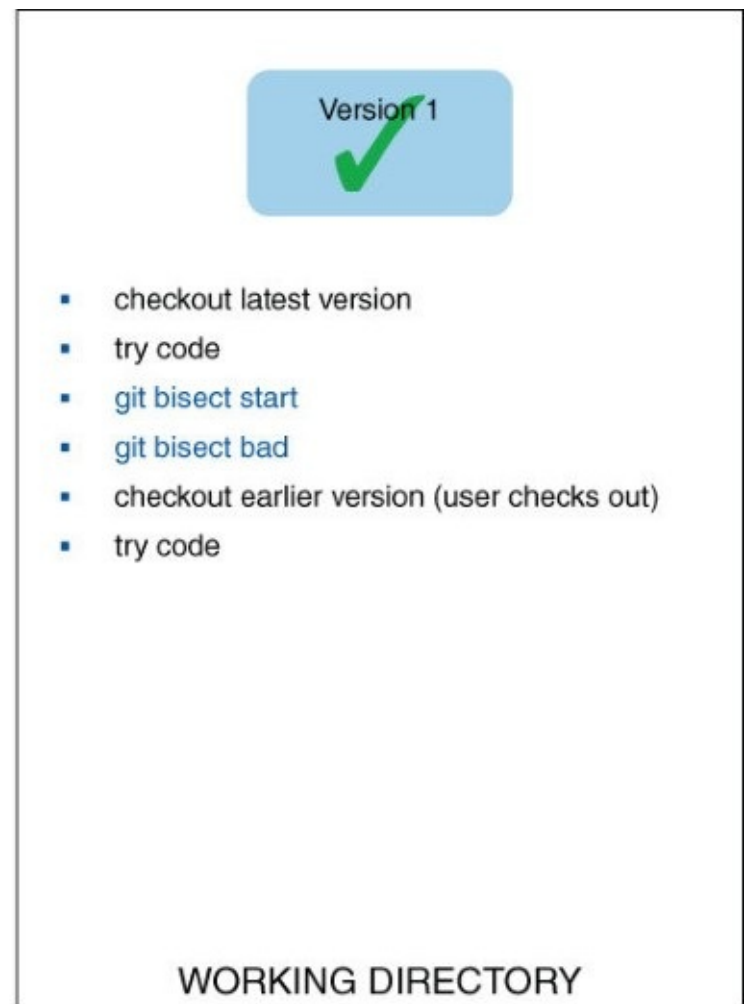 Version 1
checkout latest version
try code
git bisect start
git bisect bad
checkout earlier version (user checks out)
try code
WORKING DIRECTORY